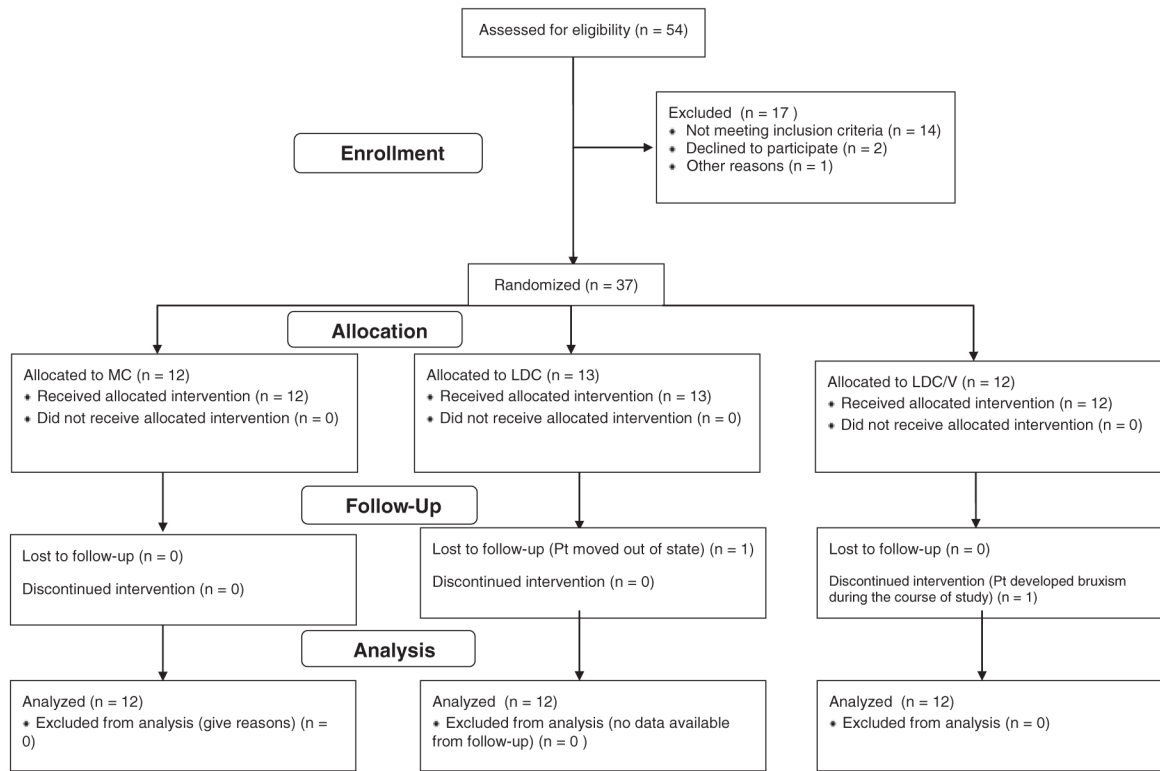 Assessed for eligibility (n = 54)
Excluded (n = 17 )
⁕ Not meeting inclusion criteria (n = 14)
⁕ Declined to participate (n = 2)
⁕ Other reasons (n = 1)
Enrollment
Randomized (n = 37)
Allocation
Allocated to MC (n = 12)
⁕ Received allocated intervention (n = 12)
⁕ Did not receive allocated intervention (n = 0)
Allocated to LDC (n = 13)
⁕ Received allocated intervention (n = 13)
⁕ Did not receive allocated intervention (n = 0)
Allocated to LDC/V (n = 12)
⁕ Received allocated intervention (n = 12)
⁕ Did not receive allocated intervention (n = 0)
Follow-Up
Lost to follow-up (n = 0)
Discontinued intervention (n = 0)
Lost to follow-up (Pt moved out of state) (n = 1)
Discontinued intervention (n = 0)
Lost to follow-up (n = 0)
Discontinued intervention (Pt developed bruxism
during the course of study) (n = 1)
Analysis
Analyzed (n = 12)
⁕ Excluded from analysis (give reasons) (n =
0)
Analyzed (n = 12)
⁕ Excluded from analysis (no data available
from follow-up) (n = 0 )
Analyzed (n = 12)
⁕ Excluded from analysis (n = 0)